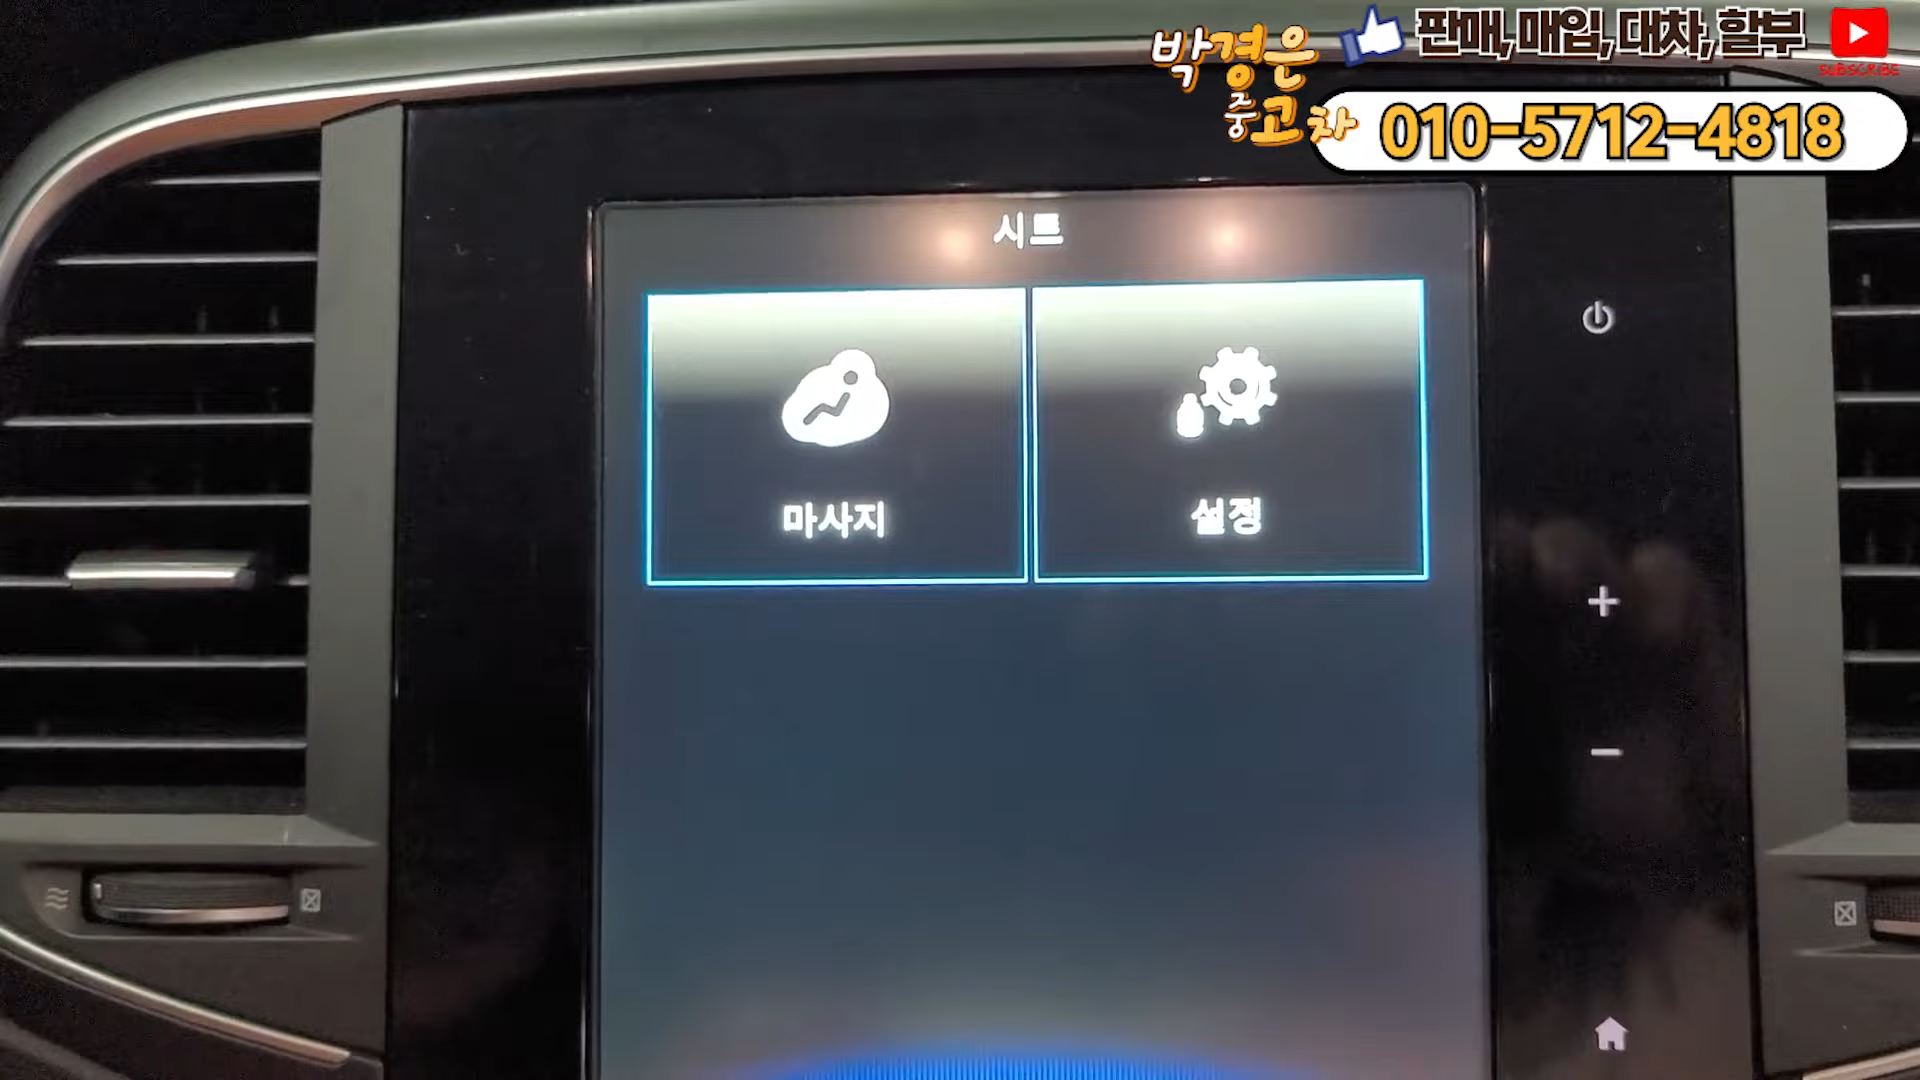 박경은
중고차
판매, 매입, 대차, 할부
SUBSCRIBE
010-5712-4818
시트
마사지
설정